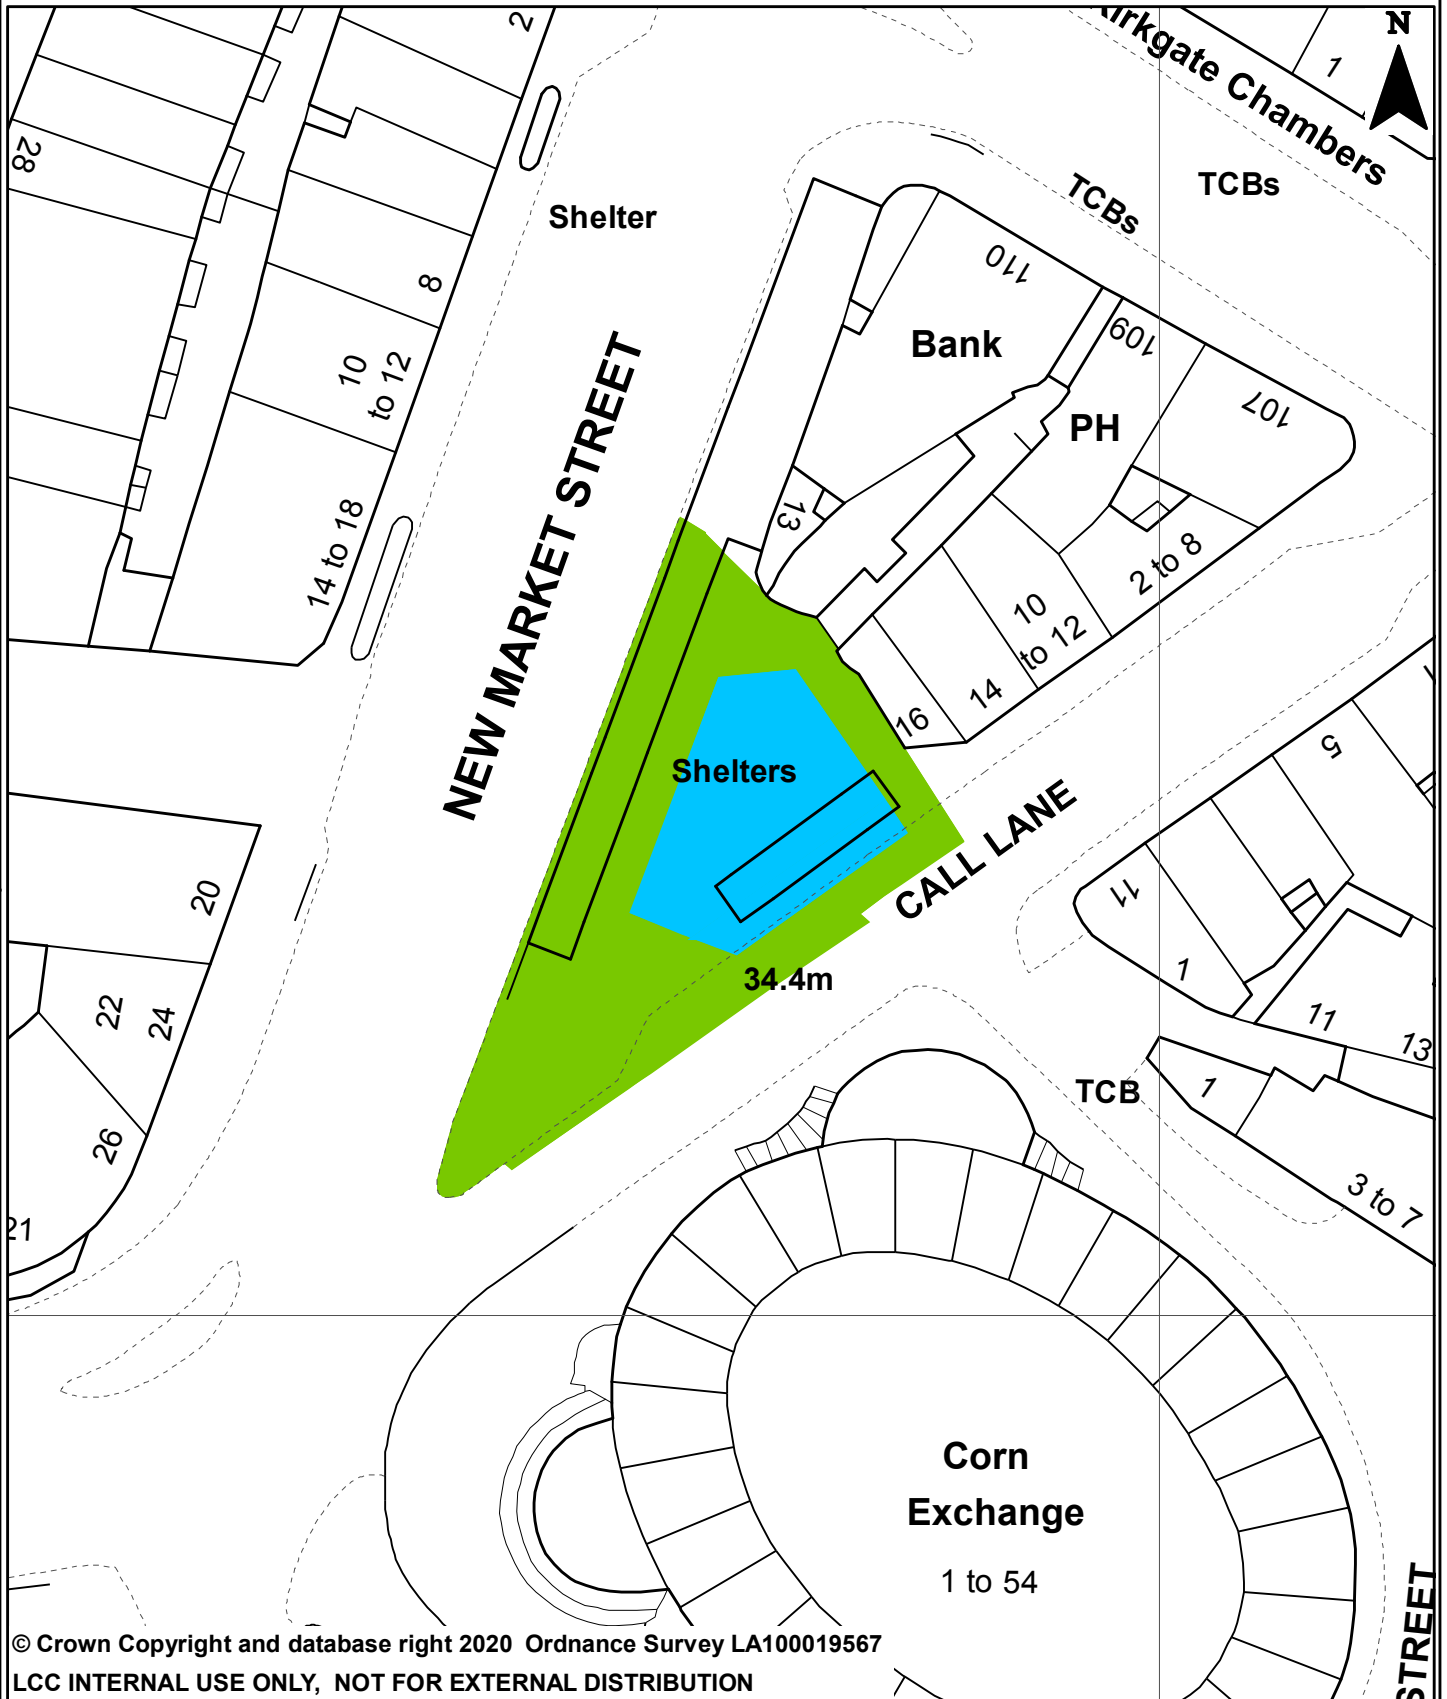 2
Kirkgate Chambers
1
N
28
Shelter
TCBs
TCBs
8
110
Bank
109
107
PH
10
to 12
NEW MARKET STREET
14 to 18
13
2 to 8
10
to 12
14
16
5
Shelters
CALL LANE
20
11
34.4m
1
22
24
11
13
TCB
1
26
3 to 7
21
Corn
Exchange
1 to 54
STREET
© Crown Copyright and database right 2020 Ordnance Survey LA100019567
LCC INTERNAL USE ONLY, NOT FOR EXTERNAL DISTRIBUTION